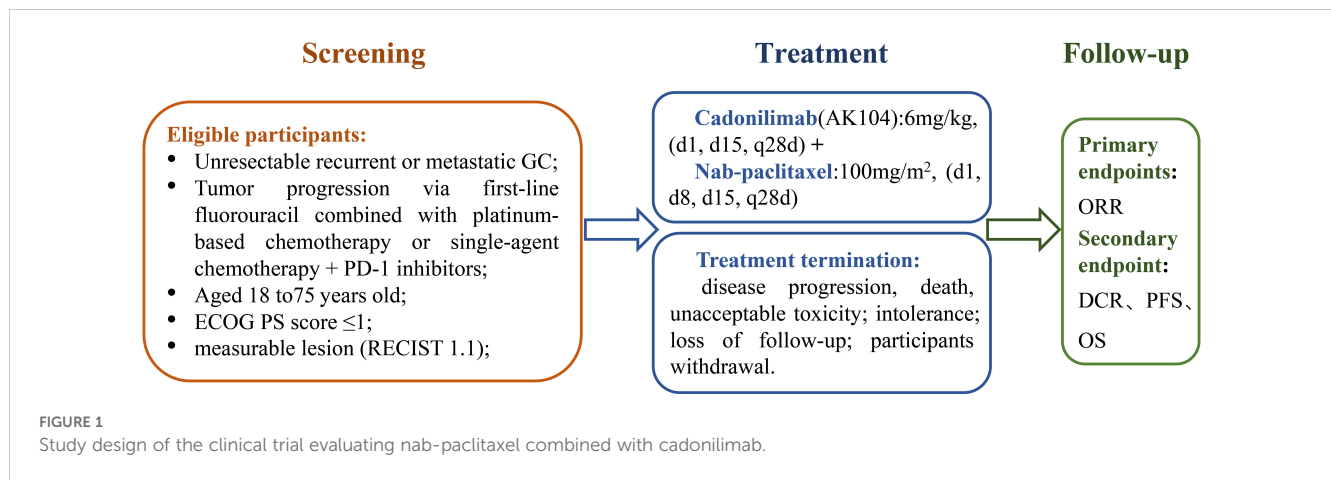 Screening
Eligible participants:
• Unresectable recurrent or metastatic GC;
• Tumor progression via first-line
fluorouracil combined with platinum-
based chemotherapy or single-agent
chemotherapy + PD-1 inhibitors;
• Aged 18 to75 years old;
• ECOG PS score ≤1;
• measurable lesion (RECIST 1.1);
Treatment
Cadonilimab(AK104):6mg/kg,
(d1, d15, q28d) +
Nab-paclitaxel:100mg/m², (d1,
d8, d15, q28d)
Treatment termination:
disease progression, death,
unacceptable toxicity; intolerance;
loss of follow-up; participants
withdrawal.
Follow-up
Primary
endpoints:
ORR
Secondary
endpoint:
DCR、PFS、
OS
FIGURE 1
Study design of the clinical trial evaluating nab-paclitaxel combined with cadonilimab.